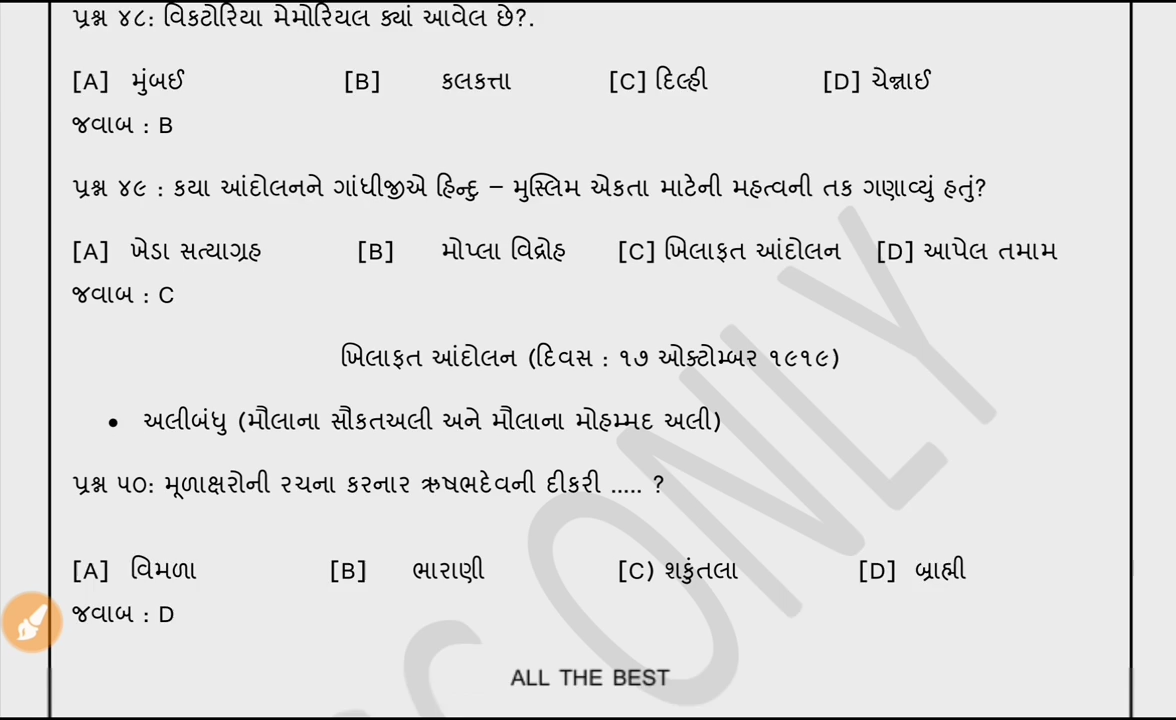 પ્રશ્ન ૪૮: વિકટોરિયા મેમોરિયલ ક્યાં આવેલ છે?.
[A] મુંબઈ [B] કલકત્તા [C] દિલ્હી [D] ચેન્નાઈ
જવાબ : B
પ્રશ્ન ૪૯ : કયા આંદોલનને ગાંધીજીએ હિન્દુ – મુસ્લિમ એકતા માટેની મહત્વની તક ગણાવ્યું હતું?
[A] ખેડા સત્યાગ્રહ [B] મોપ્લા વિદ્રોહ [C] ખિલાફત આંદોલન [D] આપેલ તમામ
જવાબ : C
ખિલાફત આંદોલન (દિવસ : ૧૭ ઓક્ટોમ્બર ૧૯૧૯)
• અલીબંધુ (મૌલાના સૌકતઅલી અને મૌલાના મોહમ્મદ અલી)
પ્રશ્ન ૫૦: મૂળાક્ષરોની રચના કરનાર ઋષભદેવની દીકરી ..... ?
[A] વિમળા [B] ભારાણી [C) શકુંતલા [D] બ્રાહ્મી
જવાબ : D
ALL THE BEST
ONLY